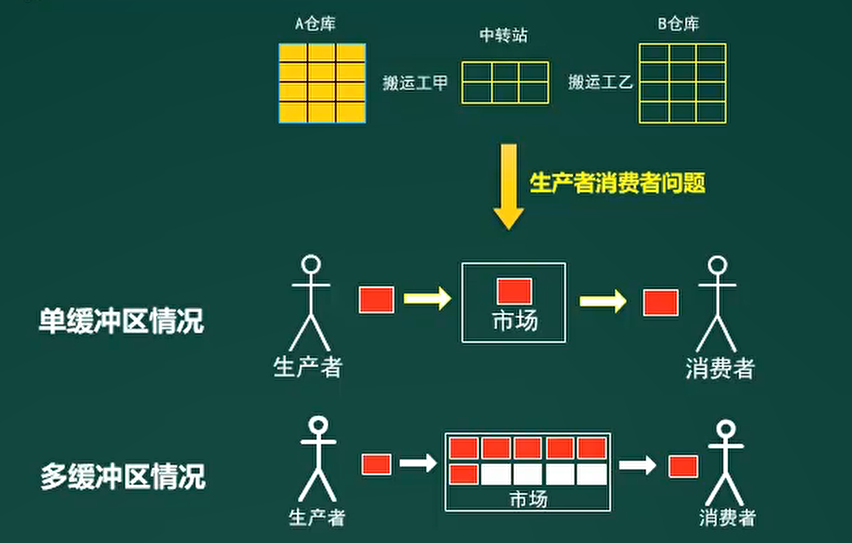 A仓库
中转站
B仓库
搬运工甲
搬运工乙
生产者消费者问题
单缓冲区情况
市场
生产者
消费者
多缓冲区情况
市场
生产者
消费者